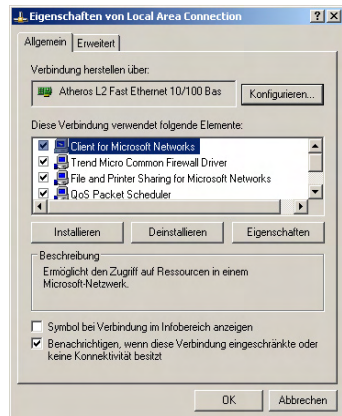 Eigenschaften von Local Area Connection
Allgemein
Erweitert
Verbindung herstellen über:
Atheros L2 Fast Ethernet 10/100 Bas
Konfigurieren...
Diese Verbindung verwendet folgende Elemente:
Client for Microsoft Networks
Trend Micro Common Firewall Driver
File and Printer Sharing for Microsoft Networks
QoS Packet Scheduler
Installieren
Deinstallieren
Eigenschaften
Beschreibung
Ermöglicht den Zugriff auf Ressourcen in einem
Microsoft-Netzwerk.
Symbol bei Verbindung im Infobereich anzeigen
Benachrichtigen, wenn diese Verbindung eingeschränkte oder
keine Konnektivität besitzt
OK
Abbrechen